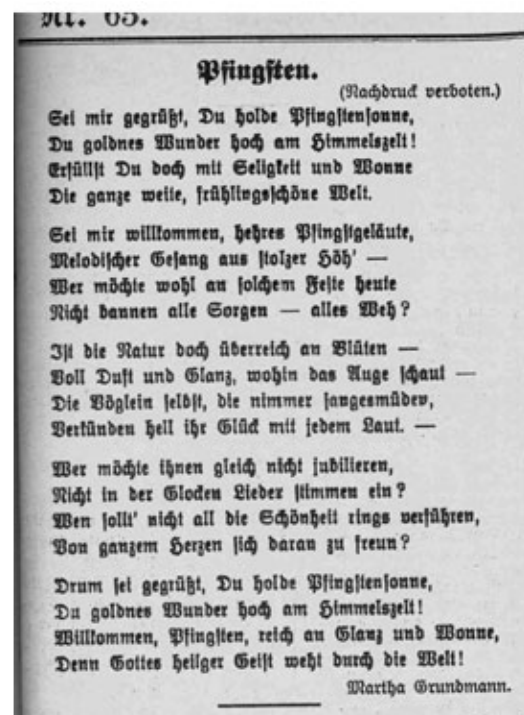 Nr. 65.
Pfingsten.
(Nachdruck verboten.)
Sei mir gegrüßt, Du holde Pfingstensonne,
Du goldnes Wunder hoch am Himmelszelt!
Erfüllst Du doch mit Seligkeit und Wonne
Die ganze weite, frühlingsschöne Welt.
Sei mir willkommen, hehres Pfingstgeläute,
Melodischer Gesang aus stolzer Höh' —
Wer möchte wohl an solchem Feste heute
Nicht bannen alle Sorgen — alles Weh?
Ist die Natur doch überreich an Blüten —
Voll Duft und Glanz, wohin das Auge schaut —
Die Vöglein selbst, die nimmer sangesmüden,
Verkünden hell ihr Glück mit jedem Laut. —
Wer möchte ihnen gleich nicht jubilieren,
Nicht in der Glocken Lieder stimmen ein?
Wen sollt' nicht all die Schönheit rings verführen,
Von ganzem Herzen sich daran zu freun?
Drum sei gegrüßt, Du holde Pfingstensonne,
Du goldnes Wunder hoch am Himmelszelt!
Willkommen, Pfingsten, reich an Glanz und Wonne,
Denn Gottes heilger Geist weht durch die Welt!
Martha Grundmann.